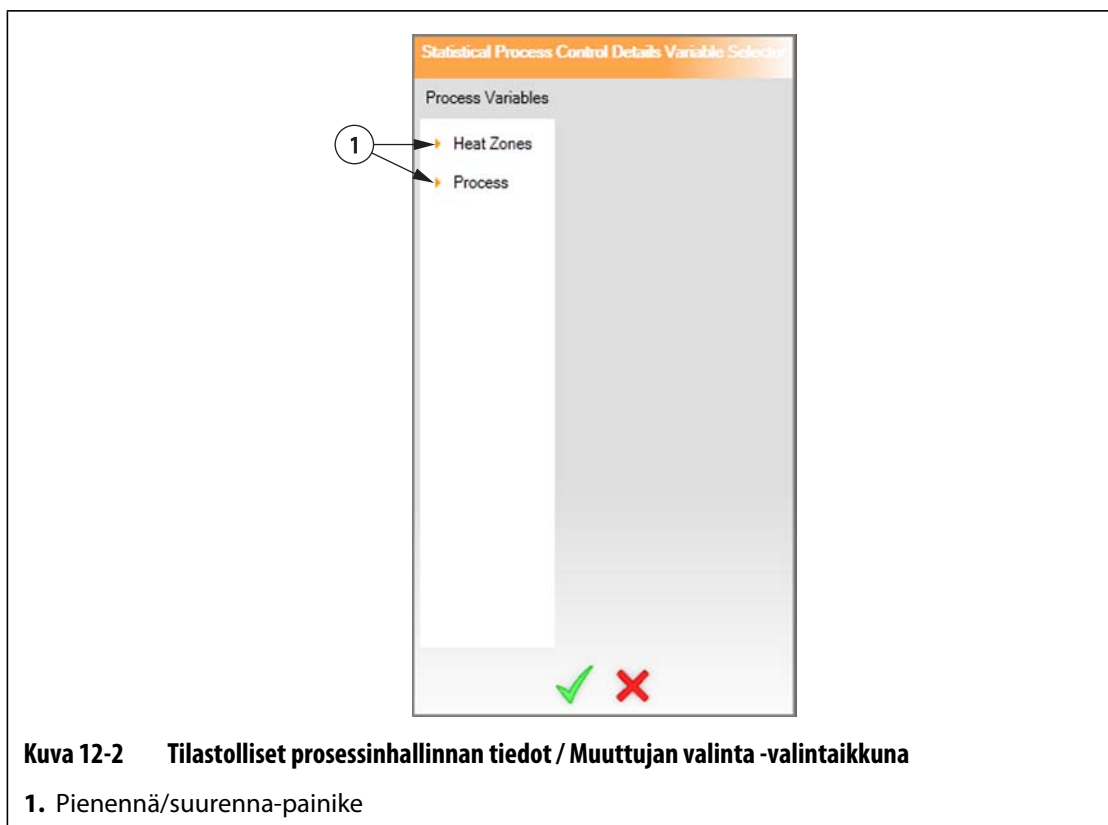 Statistical Process Control Details Variable Selector
Process Variables
1
Heat Zones
Process
Kuva 12-2 Tilastolliset prosessinhallinnan tiedot / Muuttujan valinta -valintaikkuna
1. Pienennä/suurenna-painike